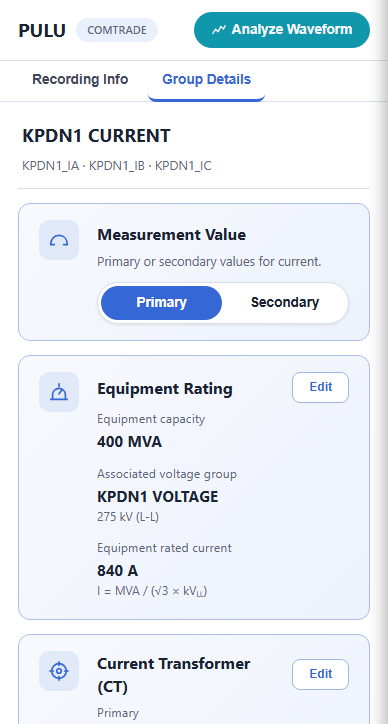 PULU COMTRADE Analyze Waveform
Recording Info Group Details
KPDN1 CURRENT
KPDN1_IA · KPDN1_IB · KPDN1_IC
Measurement Value
Primary or secondary values for current.
Primary Secondary
Equipment Rating Edit
Equipment capacity
400 MVA
Associated voltage group
KPDN1 VOLTAGE
275 kV (L-L)
Equipment rated current
840 A
I = MVA / (√3 × kV_LL)
Current Transformer
(CT) Edit
Primary